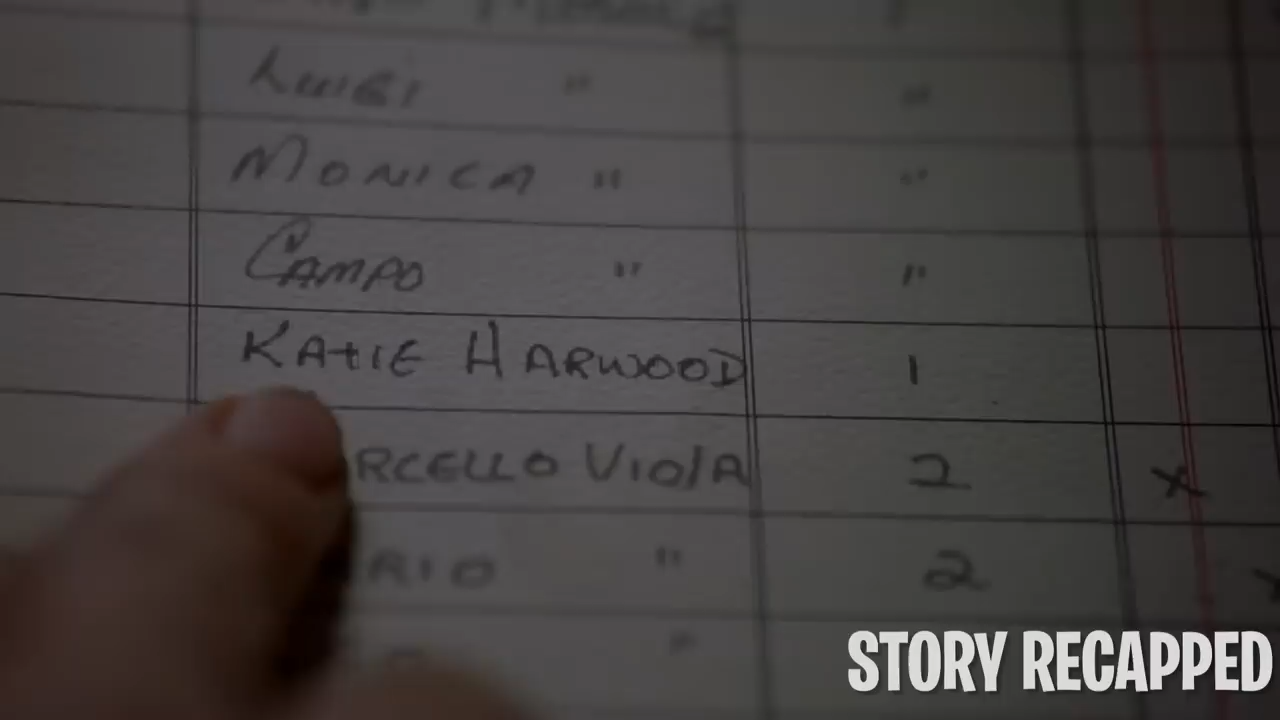 LUIGI " "
MONICA " "
CAMPO " "
KAtIE HARWOOD 1
RCELLO VIOlA 2 x
RIO " 2
"
STORY RECAPPED